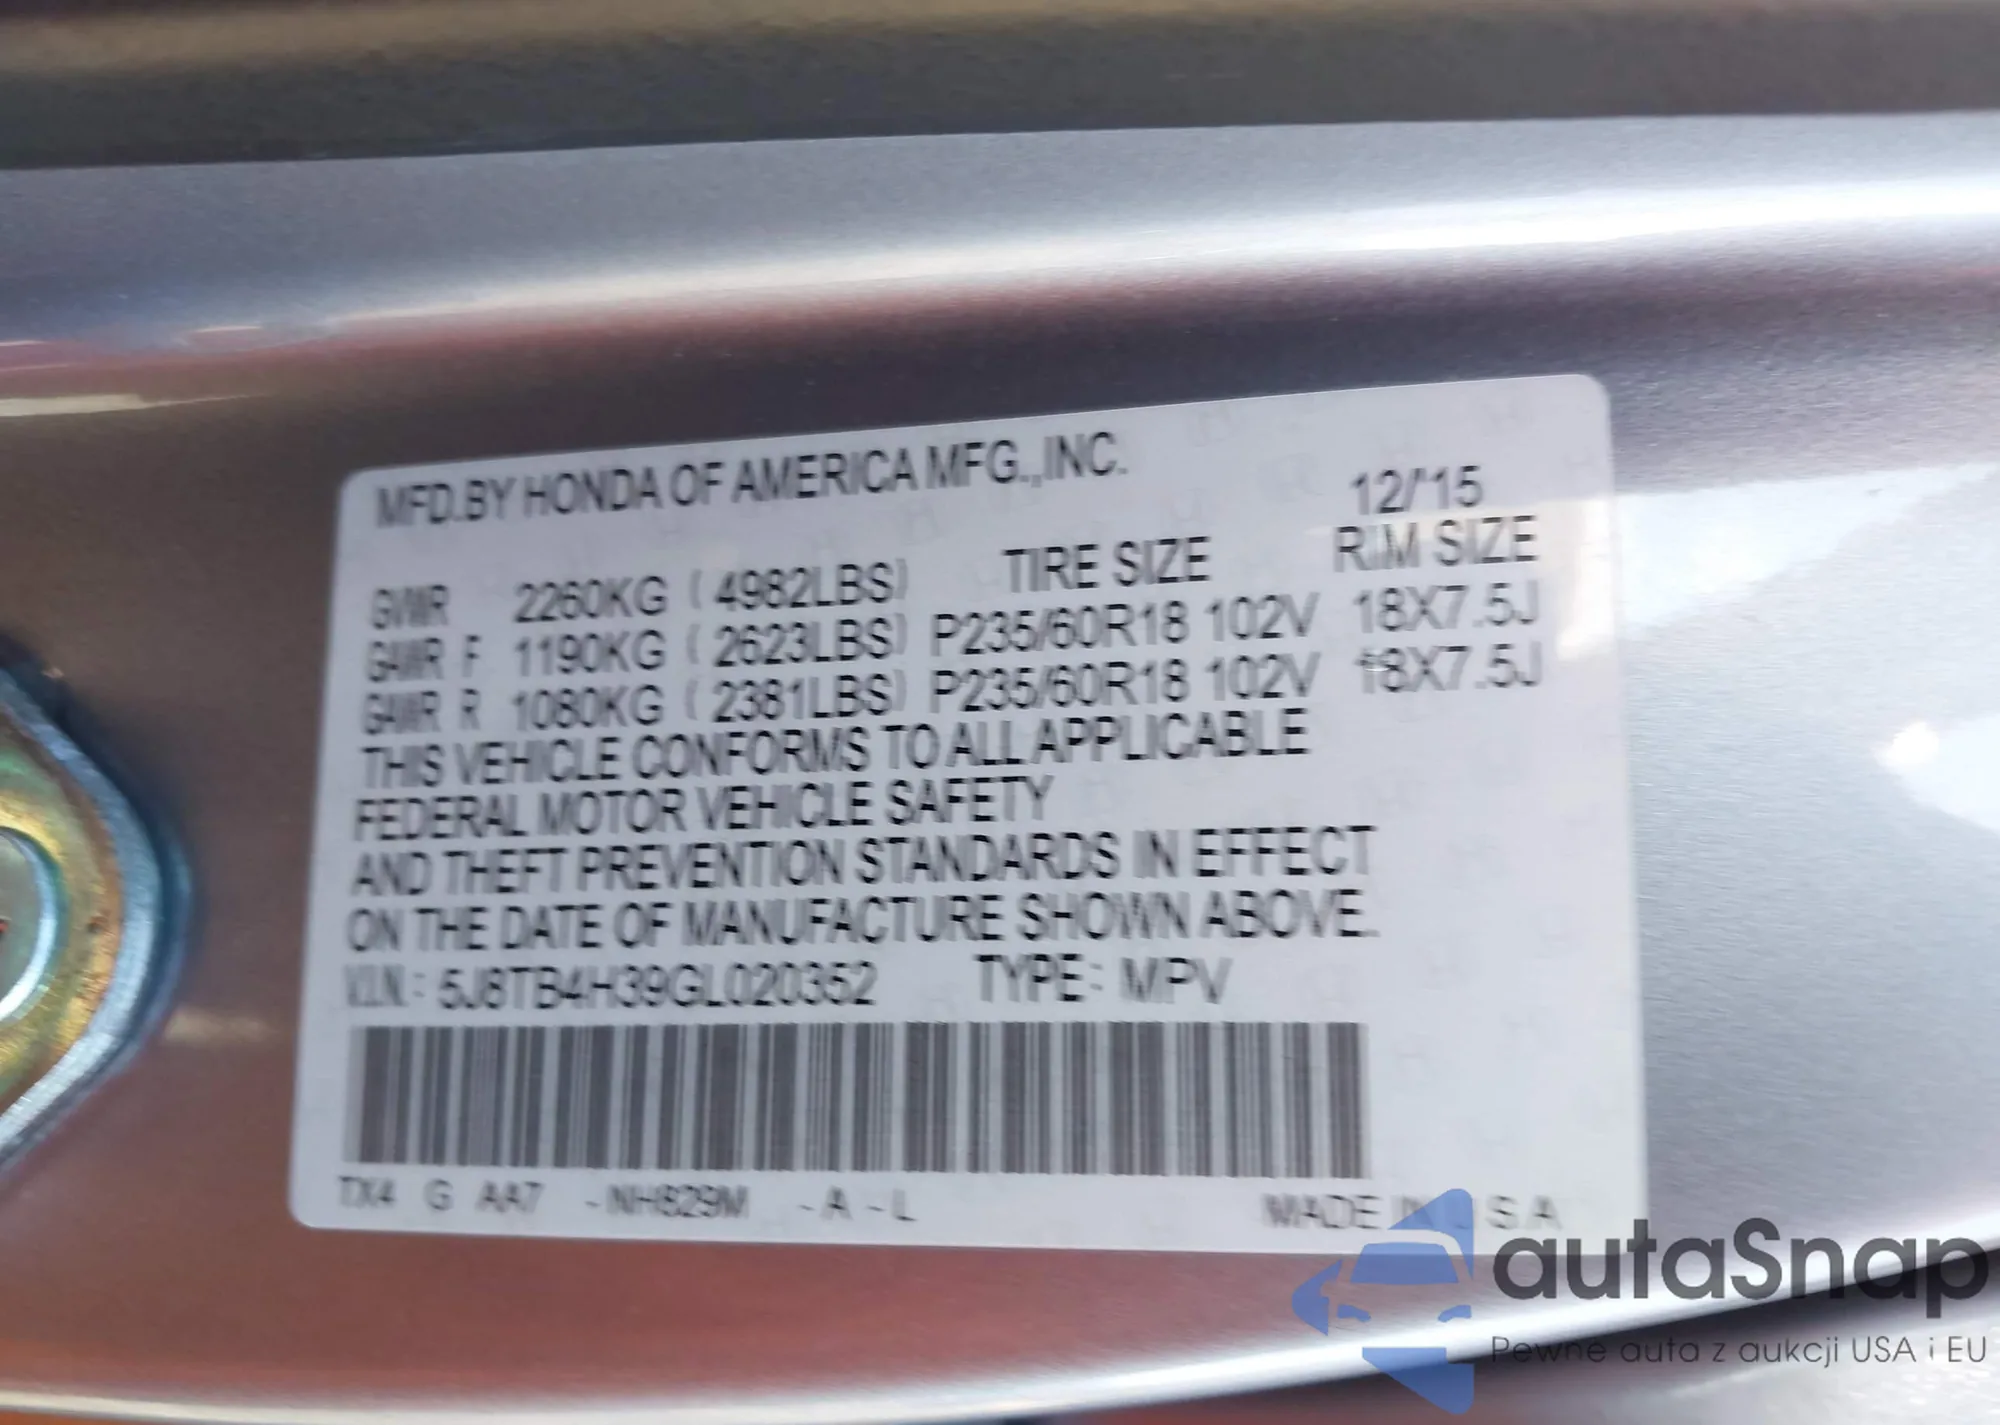 MFD.BY HONDA OF AMERICA MFG.,INC.
12/'15
TIRE SIZE RIM SIZE
GVWR 2260KG (4982LBS)
GAWR F 1190KG (2623LBS) P235/60R18 102V 18X7.5J
GAWR R 1080KG (2381LBS) P235/60R18 102V 18X7.5J
THIS VEHICLE CONFORMS TO ALL APPLICABLE
FEDERAL MOTOR VEHICLE SAFETY
AND THEFT PREVENTION STANDARDS IN EFFECT
ON THE DATE OF MANUFACTURE SHOWN ABOVE.
V.I.N.: 5J8TB4H39GL020352 TYPE: MPV
TX4 G AA7 -NH829M -A -L MADE IN U.S.A
autaSnap
Pewne auta z aukcji USA i EU